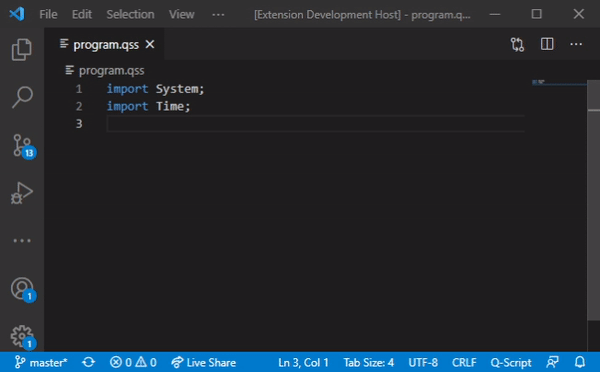 File Edit Selection View ··· [Extension Development Host] - program.q...
program.qss
program.qss
1 import System;
2 import Time;
3
13
1
1
master* 0 0 Live Share Ln 3, Col 1 Tab Size: 4 UTF-8 CRLF Q-Script